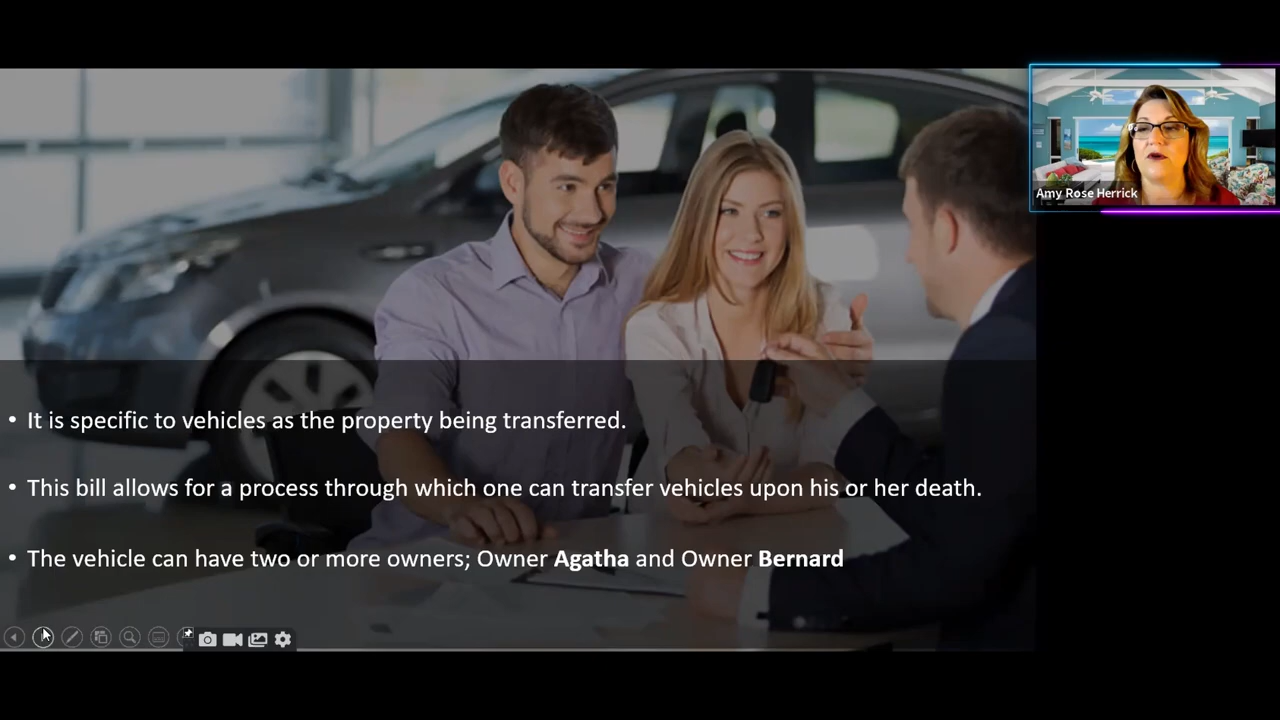 Amy Rose Herrick
• It is specific to vehicles as the property being transferred.
• This bill allows for a process through which one can transfer vehicles upon his or her death.
• The vehicle can have two or more owners; Owner Agatha and Owner Bernard